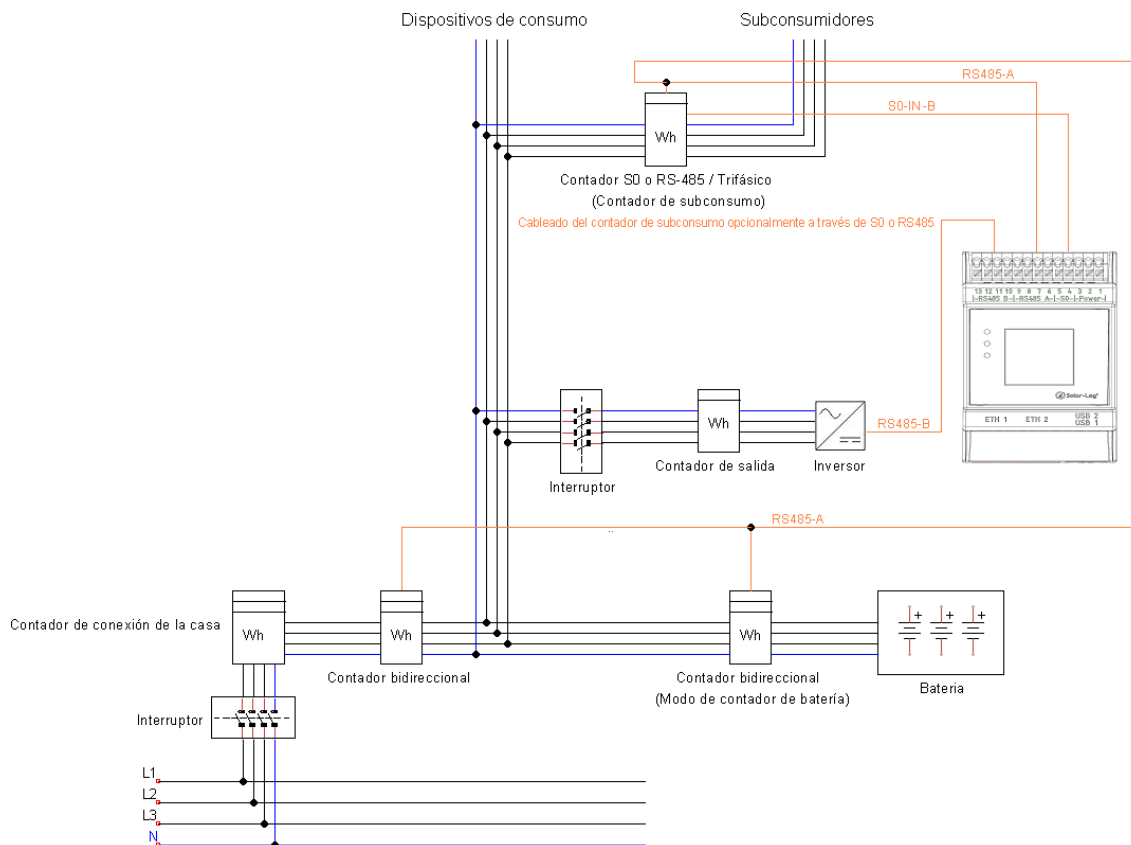 Dispositivos de consumo
Subconsumidores
RS485-A
S0-IN-B
Wh
Contador S0 o RS-485 / Trifásico
(Contador de subconsumo)
Cableado del contador de subconsumo opcionalmente a través de S0 o RS485
13 12 11 10 9 8 7 6 5 4 3 2 1
|-RS485 B-|-RS485 A-|-S0-|-Power-|
Solar-Log®
ETH 1 ETH 2 USB 2
USB 1
Wh
RS485-B
Contador de salida
Inversor
Interruptor
RS485-A
..
Contador de conexión de la casa
Wh
Wh
Wh
+ + +
Contador bidireccional
Contador bidireccional
(Modo de contador de batería)
Bateria
Interruptor
L1
L2
L3
N